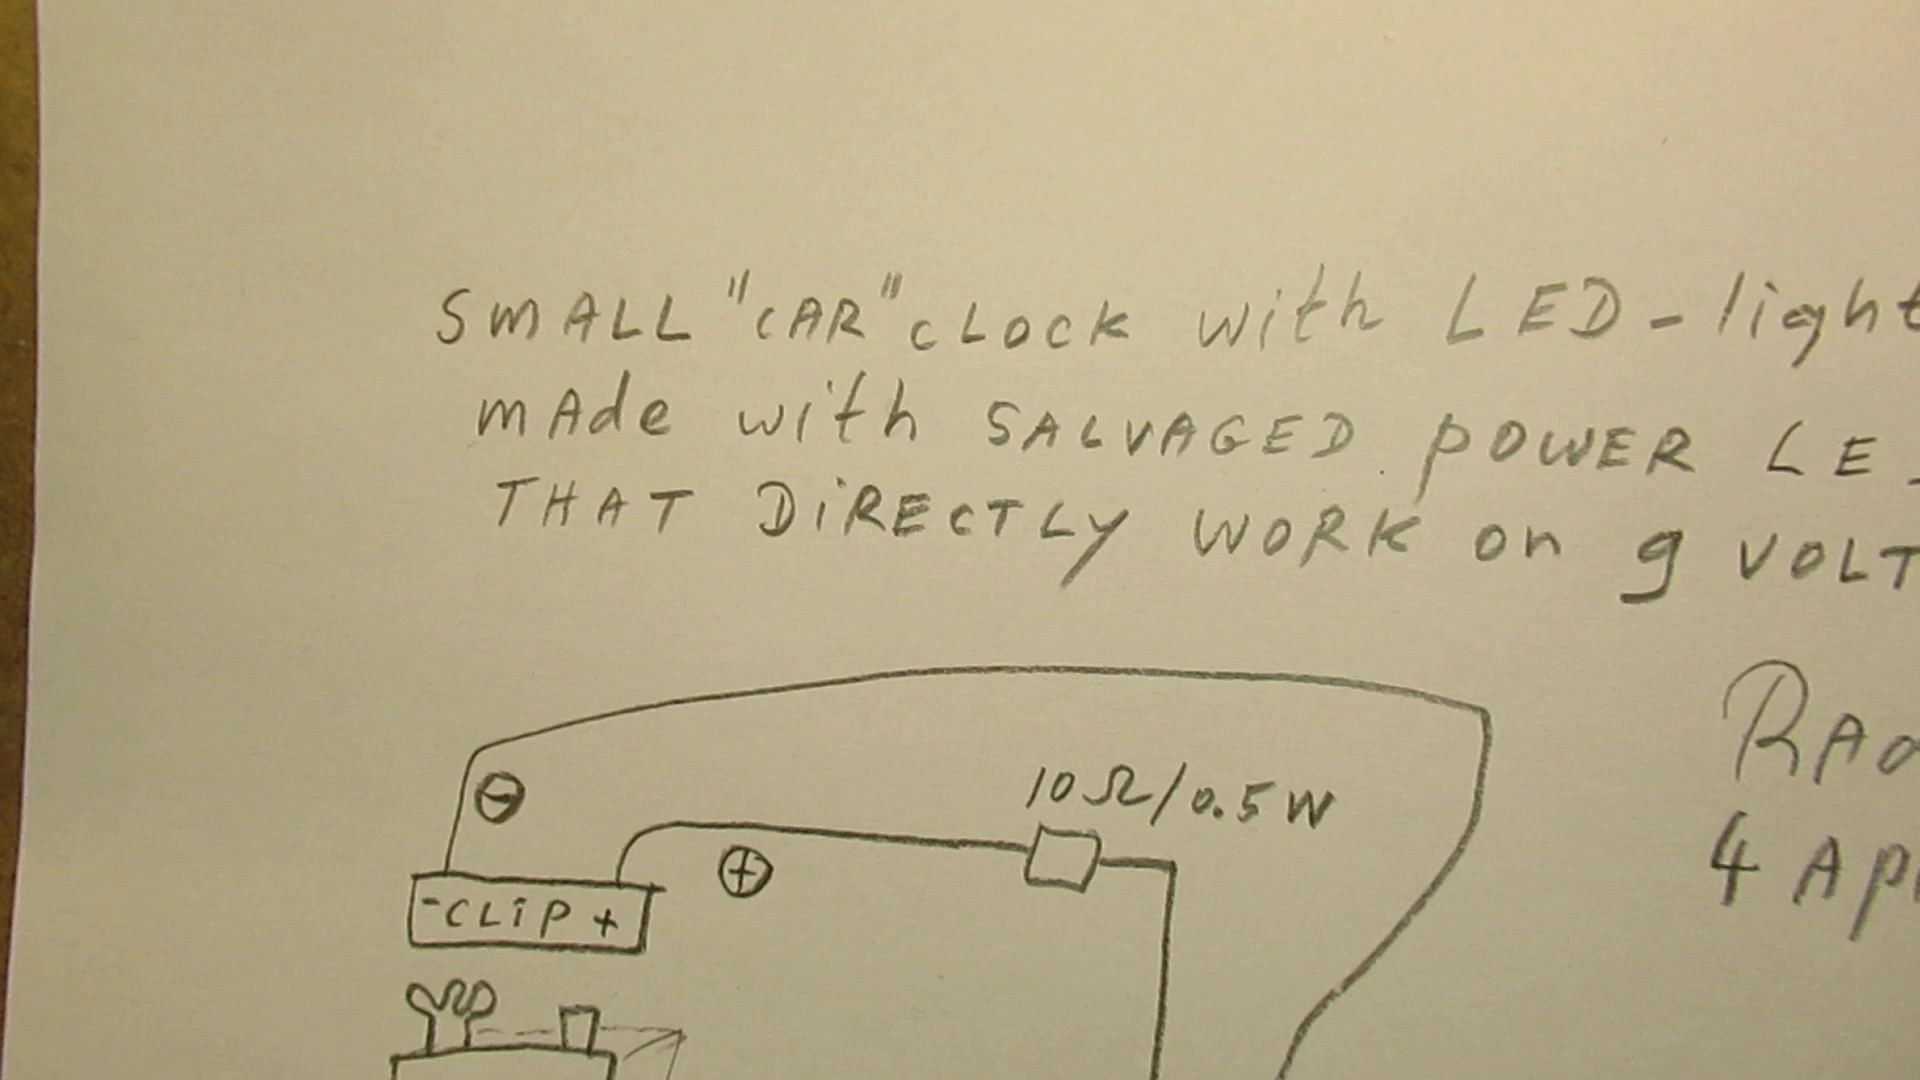 SMALL "CAR" CLOCK with LED-light
mAde with SALVAGED POWER LE
THAT DiRECTLY WORK on 9 VOLT
RAd
4 Ap
⊖
10Ω/0.5W
⊕
-CLiP+